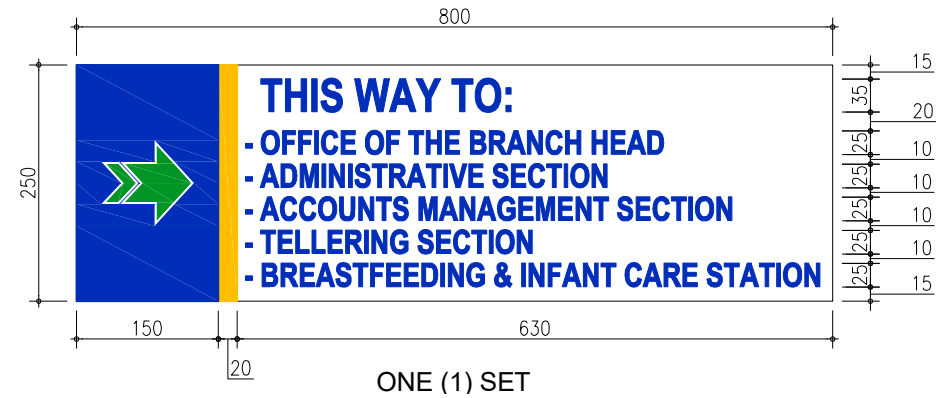 800
15
THIS WAY TO:
35
20
- OFFICE OF THE BRANCH HEAD
25
10
- ADMINISTRATIVE SECTION
25
10
250
- ACCOUNTS MANAGEMENT SECTION
25
10
- TELLERING SECTION
25
10
- BREASTFEEDING & INFANT CARE STATION
25
15
150
630
20
ONE (1) SET